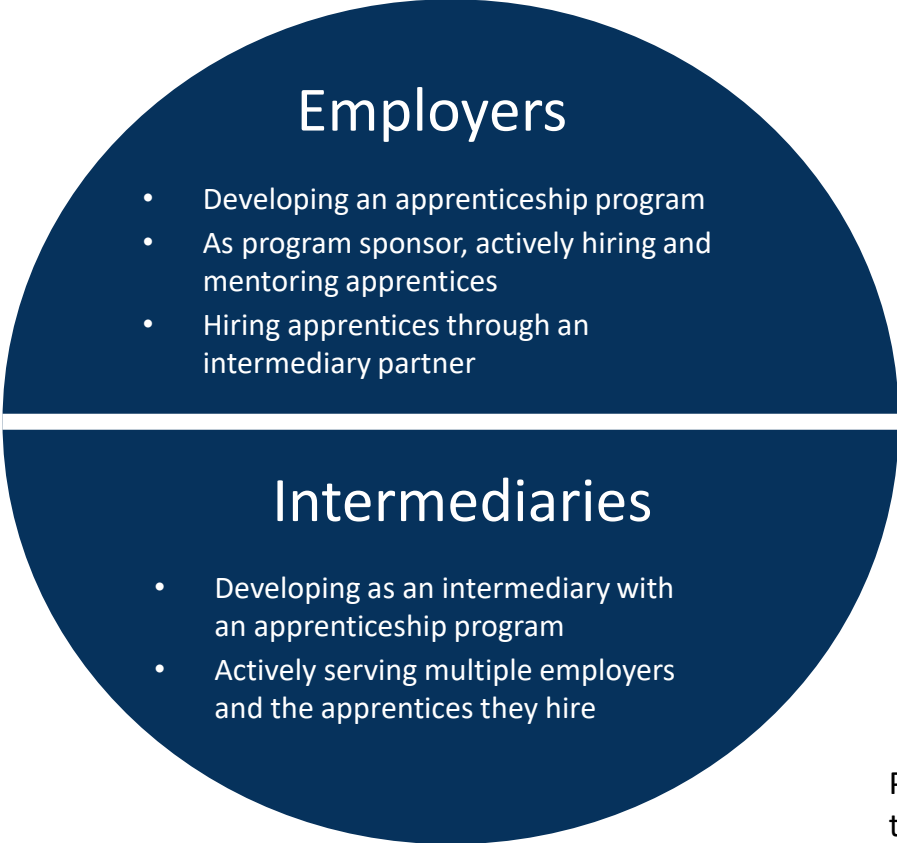 Employers
• Developing an apprenticeship program
• As program sponsor, actively hiring and
mentoring apprentices
• Hiring apprentices through an
intermediary partner
Intermediaries
• Developing as an intermediary with
an apprenticeship program
• Actively serving multiple employers
and the apprentices they hire